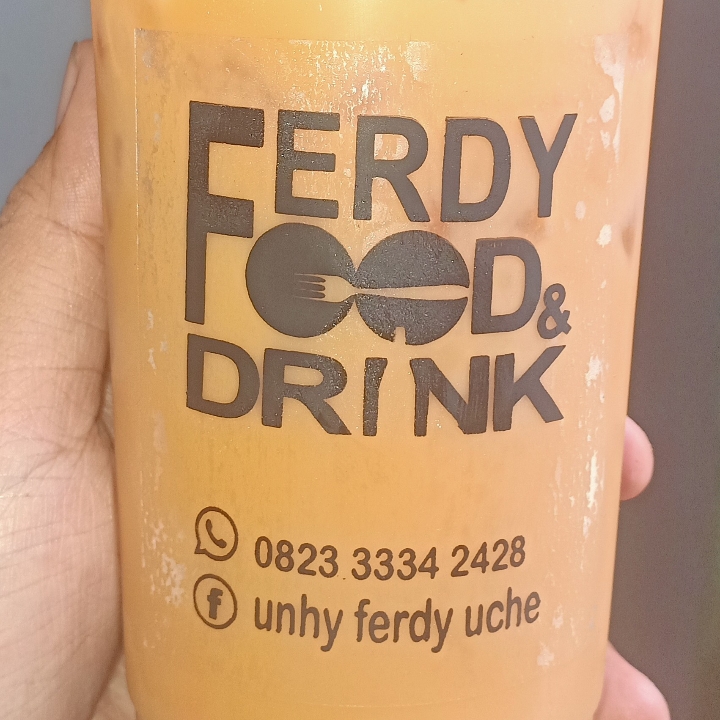 FERDY
FOOD &
DRINK
0823 3334 2428
unhy ferdy uche